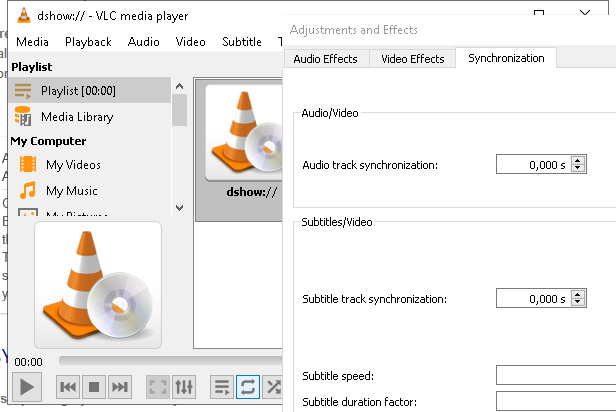 dshow:// - VLC media player
Media Playback Audio Video Subtitle
Playlist
Playlist [00:00]
Media Library
My Computer
My Videos
My Music
My Pictures
dshow://
00:00
Adjustments and Effects
Audio Effects Video Effects Synchronization
Audio/Video
Audio track synchronization: 0,000 s
Subtitles/Video
Subtitle track synchronization: 0,000 s
Subtitle speed:
Subtitle duration factor: